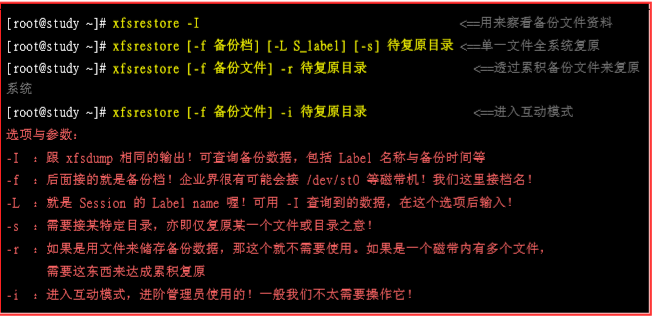 [root@study ~]# xfsrestore -I <==用来察看备份文件资料
[root@study ~]# xfsrestore [-f 备份档] [-L S_label] [-s] 待复原目录 <==单一文件全系统复原
[root@study ~]# xfsrestore [-f 备份文件] -r 待复原目录 <==透过累积备份文件来复原
系统
[root@study ~]# xfsrestore [-f 备份文件] -i 待复原目录 <==进入互动模式
选项与参数:
-I : 跟 xfsdump 相同的输出! 可查询备份数据, 包括 Label 名称与备份时间等
-f : 后面接的就是备份档! 企业界很有可能会接 /dev/st0 等磁带机! 我们这里接档名!
-L : 就是 Session 的 Label name 喔! 可用 -I 查询到的数据, 在这个选项后输入!
-s : 需要接某特定目录, 亦即仅复原某一个文件或目录之意!
-r : 如果是用文件来储存备份数据, 那这个就不需要使用。如果是一个磁带内有多个文件,
需要这东西来达成累积复原
-i : 进入互动模式, 进阶管理员使用的! 一般我们不太需要操作它!